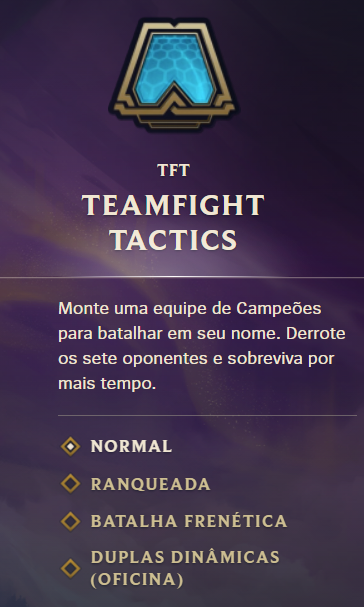 TFT
TEAMFIGHT
TACTICS
Monte uma equipe de Campeões
para batalhar em seu nome. Derrote
os sete oponentes e sobreviva por
mais tempo.
NORMAL
RANQUEADA
BATALHA FRENÉTICA
DUPLAS DINÂMICAS
(OFICINA)